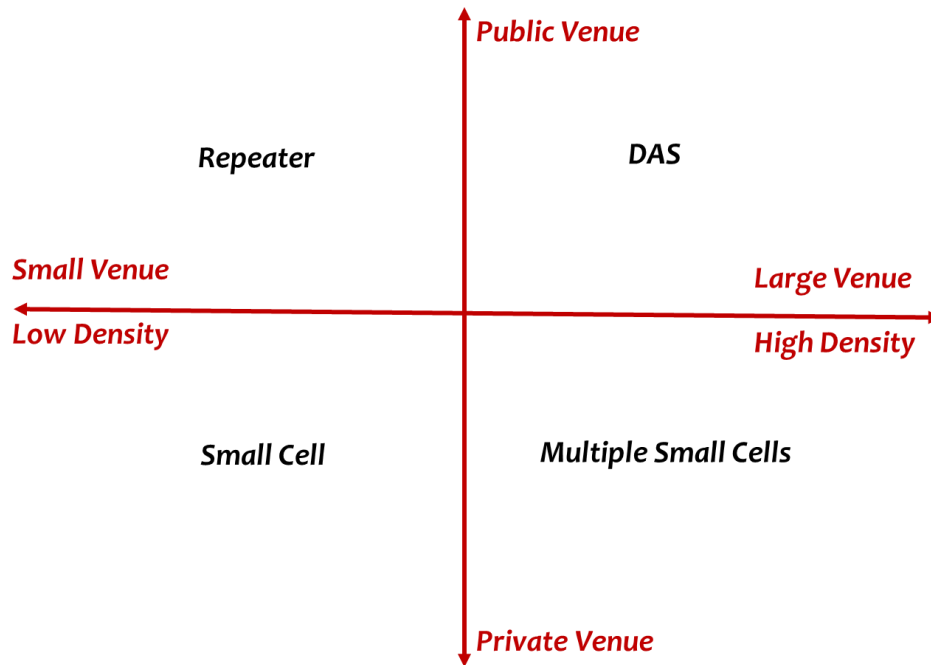 Public Venue
Repeater
DAS
Small Venue
Large Venue
Low Density
High Density
Small Cell
Multiple Small Cells
Private Venue